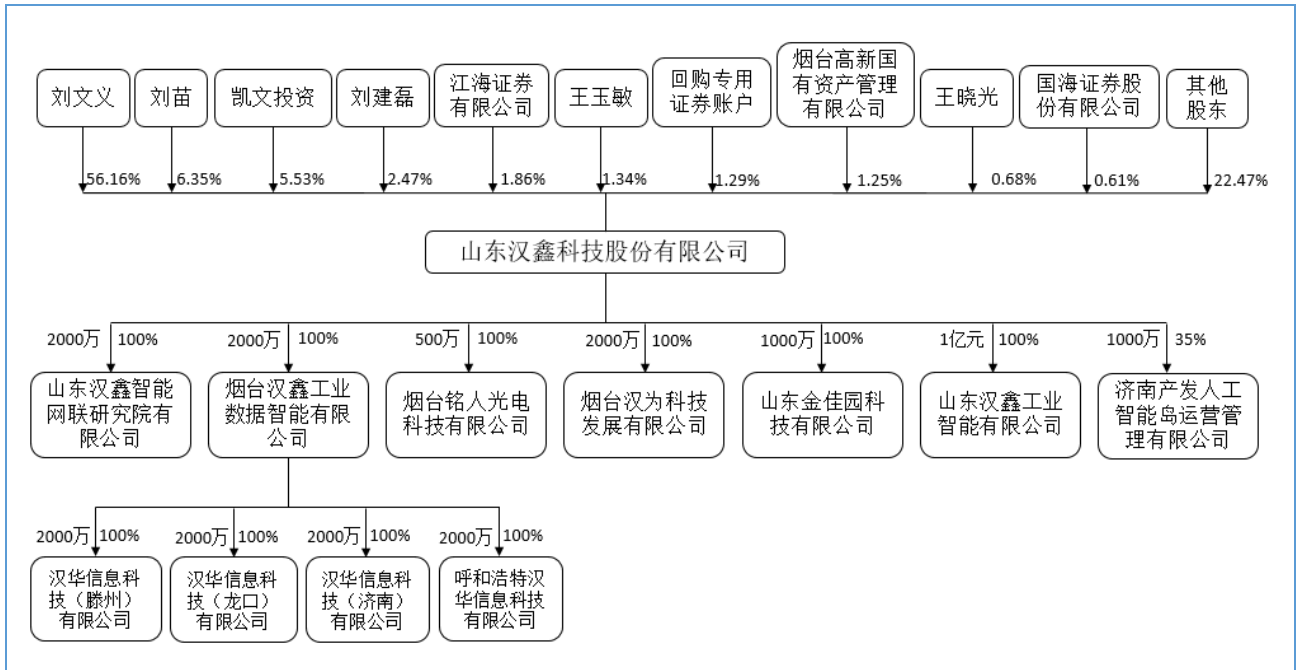 刘文义
刘苗
凯文投资
刘建磊
江海证券
有限公司
王玉敏
回购专用
证券账户
烟台高新国
有资产管理
有限公司
王晓光
国海证券股
份有限公司
其他
股东
56.16%
6.35%
5.53%
2.47%
1.86%
1.34%
1.29%
1.25%
0.68%
0.61%
22.47%
山东汉鑫科技股份有限公司
2000万 100%
2000万 100%
500万 100%
2000万 100%
1000万 100%
1亿元 100%
1000万 35%
山东汉鑫智能
网联研究院有
限公司
烟台汉鑫工业
数据智能有限
公司
烟台铭人光电
科技有限公司
烟台汉为科技
发展有限公司
山东金佳园科
技有限公司
山东汉鑫工业
智能有限公司
济南产发人工
智能岛运营管
理有限公司
2000万 100%
2000万 100%
2000万 100%
2000万 100%
汉华信息科
技（滕州）
有限公司
汉华信息科
技（龙口）
有限公司
汉华信息科
技（济南）
有限公司
呼和浩特汉
华信息科技
有限公司